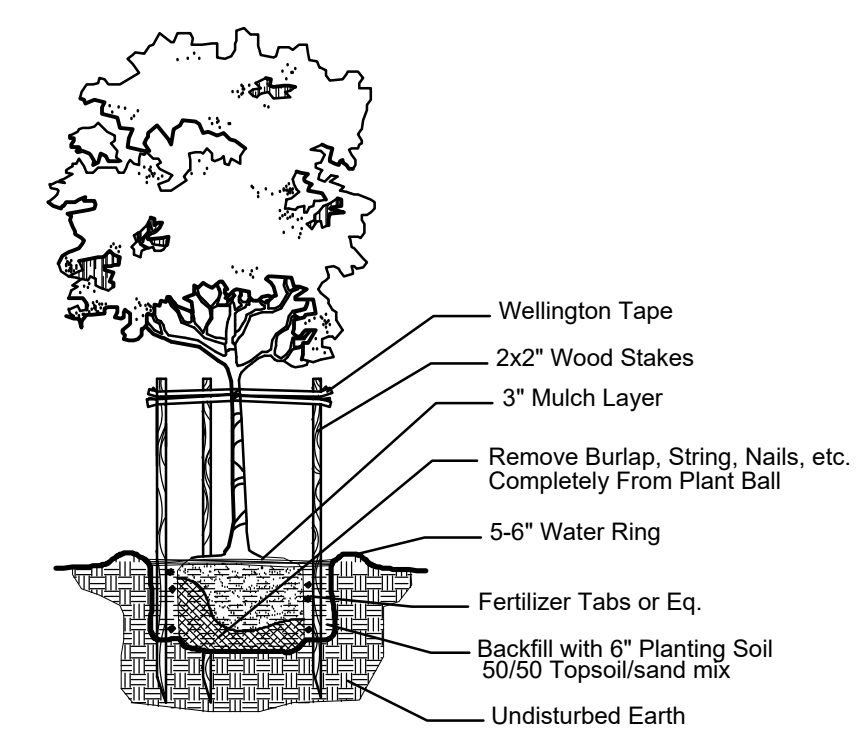 Wellington Tape
2x2" Wood Stakes
3" Mulch Layer
Remove Burlap, String, Nails, etc.
Completely From Plant Ball
5-6" Water Ring
Fertilizer Tabs or Eq.
Backfill with 6" Planting Soil
50/50 Topsoil/sand mix
Undisturbed Earth